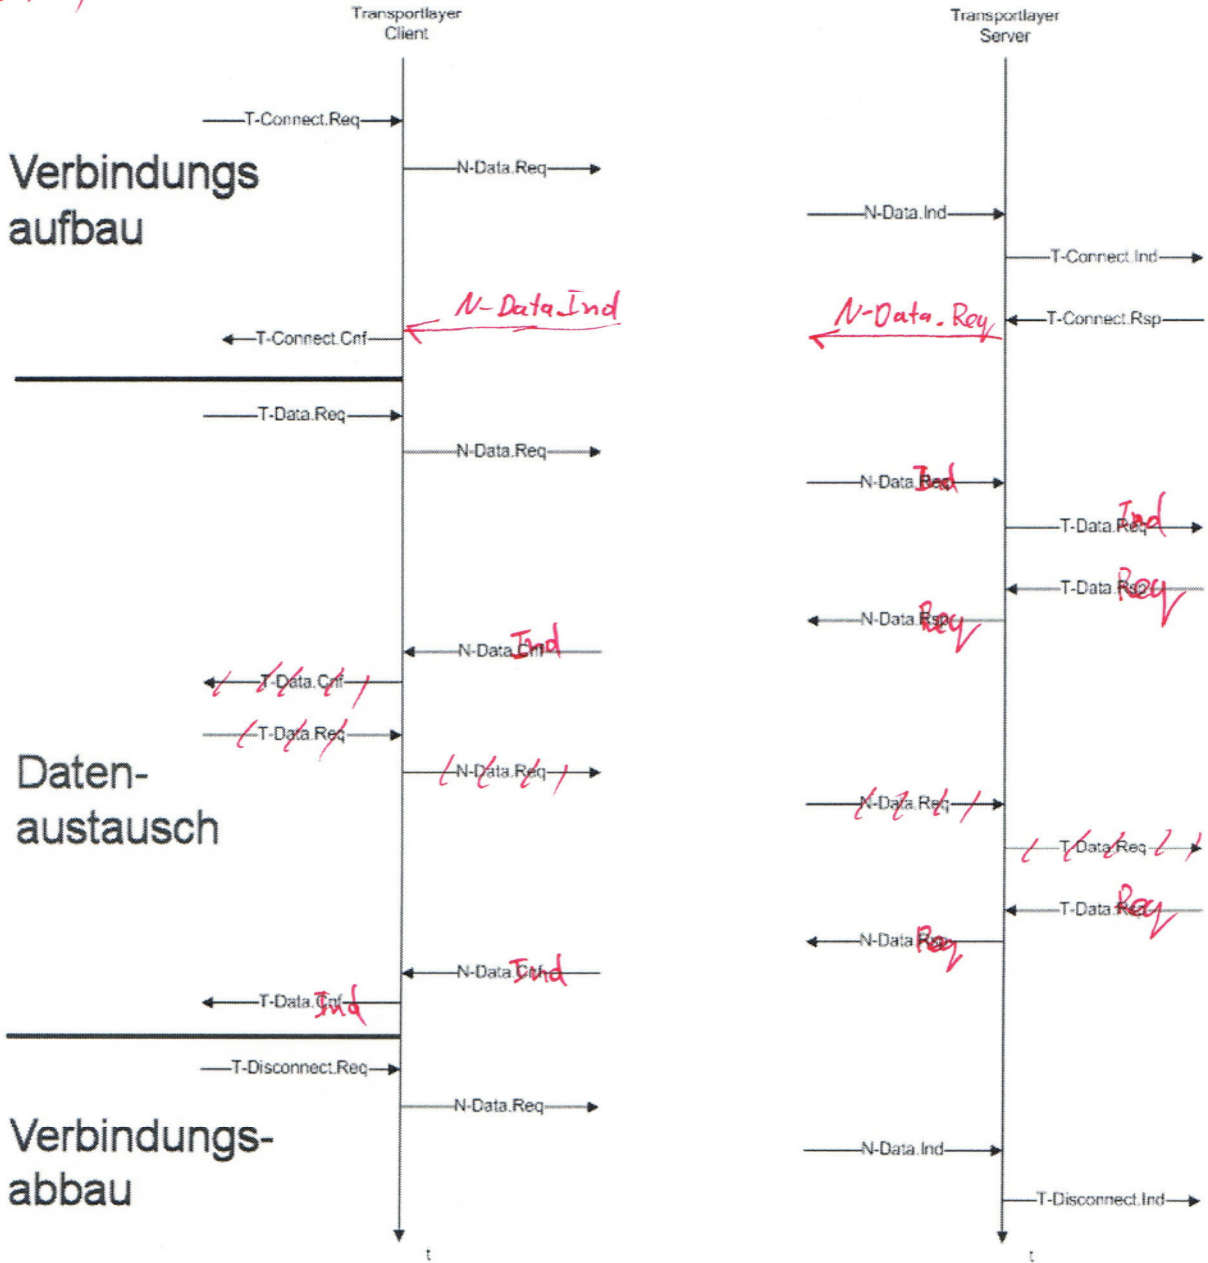 Transportlayer
Client
Transportlayer
Server
T-Connect.Req
Verbindungs
aufbau
N-Data.Req
N-Data.Ind
T-Connect.Ind
N-Data.Ind
N-Data.Req
T-Connect.Rsp
T-Connect.Cnf
T-Data.Req
N-Data.Req
N-Data.Req Ind
T-Data.Req Ind
T-Data.Rsp Req
N-Data.Rsp Req
N-Data.Cnf Ind
T-Data.Cnf
T-Data.Req
Daten-
austausch
N-Data.Req
N-Data.Req
T-Data.Req
T-Data.Rsp Req
N-Data.Rsp Req
N-Data.Cnf Ind
T-Data.Cnf Ind
T-Disconnect.Req
N-Data.Req
Verbindungs-
abbau
N-Data.Ind
T-Disconnect.Ind
t
t